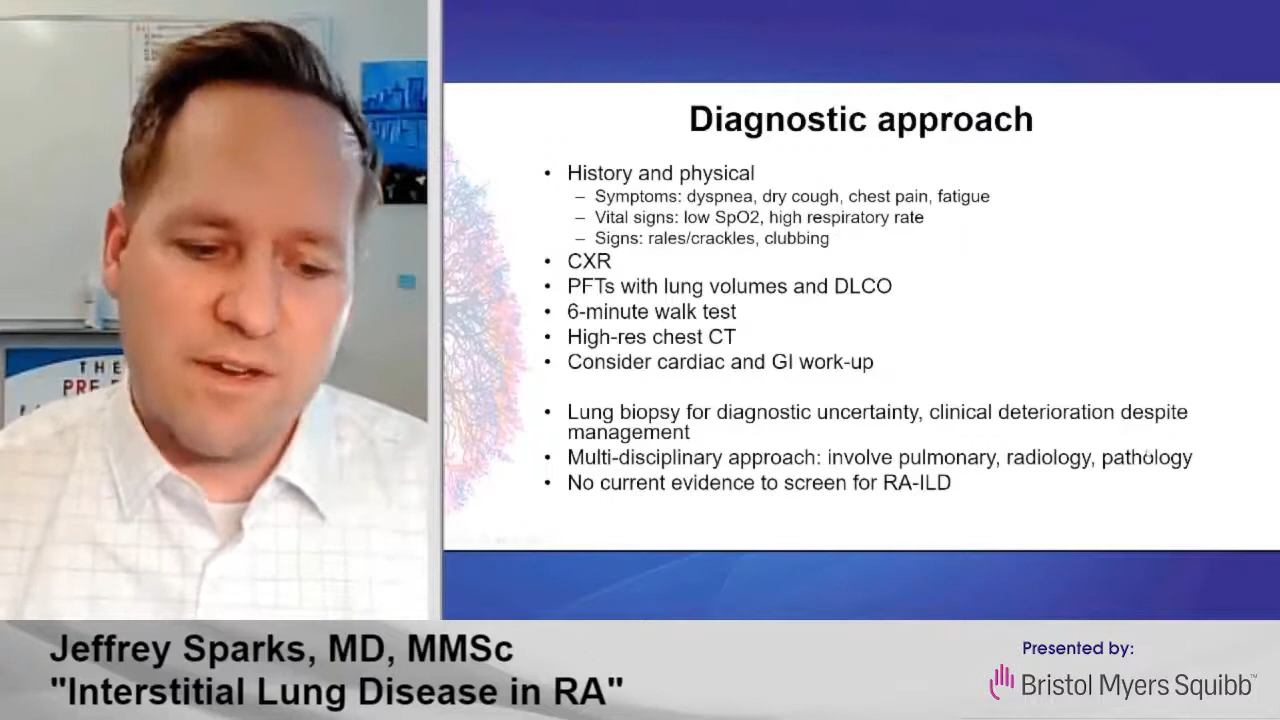 Diagnostic approach
• History and physical
– Symptoms: dyspnea, dry cough, chest pain, fatigue
– Vital signs: low SpO2, high respiratory rate
– Signs: rales/crackles, clubbing
• CXR
• PFTs with lung volumes and DLCO
• 6-minute walk test
• High-res chest CT
• Consider cardiac and GI work-up
• Lung biopsy for diagnostic uncertainty, clinical deterioration despite
management
• Multi-disciplinary approach: involve pulmonary, radiology, pathology
• No current evidence to screen for RA-ILD
THE
Jeffrey Sparks, MD, MMSc
"Interstitial Lung Disease in RA"
Presented by:
Bristol Myers Squibb™